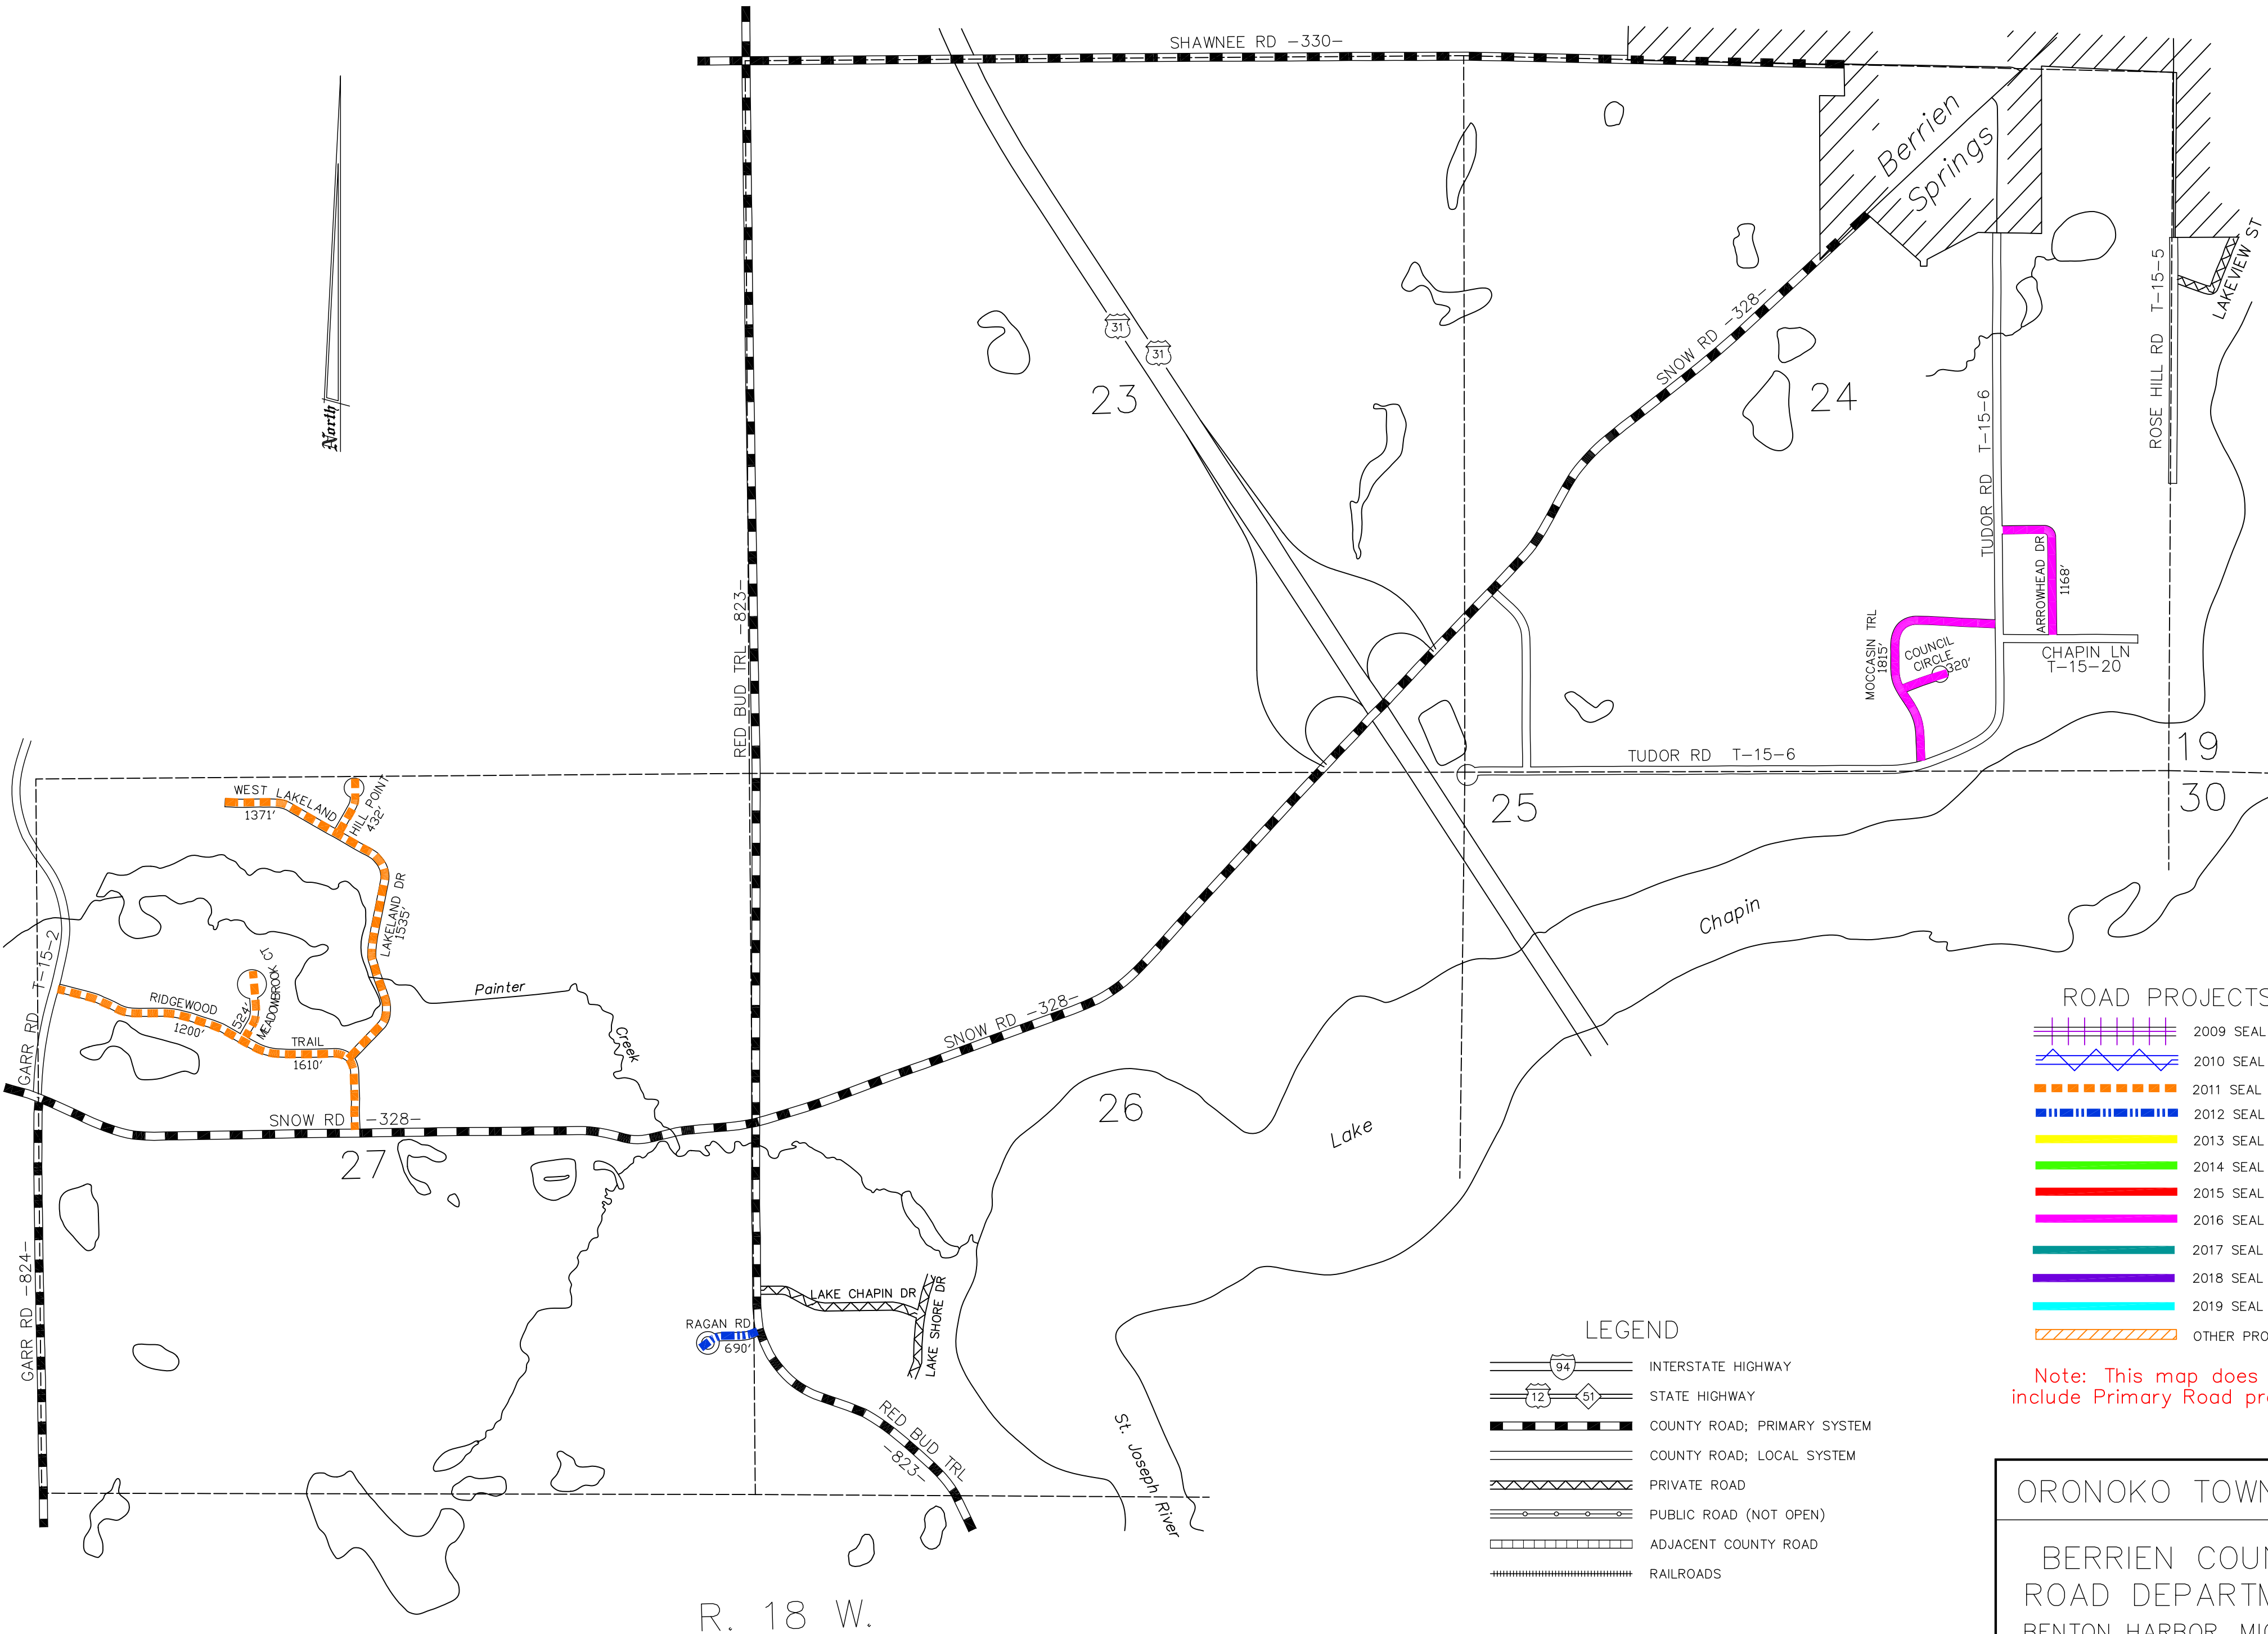 SHAWNEE RD -330-
Berrien
Springs
North
31
31
23
24
SNOW RD -328-
TUDOR RD T-15-6
ROSE HILL RD T-15-5
LAKEVIEW ST
RED BUD TRL -823-
ARROWHEAD DR
1168'
MOCCASIN TRL
1815'
COUNCIL
CIRCLE
320'
CHAPIN LN
T-15-20
TUDOR RD T-15-6
19
30
25
WEST LAKELAND
1371'
HILL POINT
432'
LAKELAND DR
1535'
T-15-2
GARR RD
RIDGEWOOD
1200'
524'
MEADOWBROOK CT
TRAIL
1610'
Painter
Creek
SNOW RD -328-
SNOW RD -328-
Chapin
Lake
26
27
GARR RD -824-
RAGAN RD
690'
LAKE CHAPIN DR
LAKE SHORE DR
RED BUD TRL
-823-
St. Joseph River
R. 18 W.
LEGEND
94
INTERSTATE HIGHWAY
12 51
STATE HIGHWAY
COUNTY ROAD; PRIMARY SYSTEM
COUNTY ROAD; LOCAL SYSTEM
PRIVATE ROAD
PUBLIC ROAD (NOT OPEN)
ADJACENT COUNTY ROAD
RAILROADS
ROAD PROJECTS
2009 SEAL
2010 SEAL
2011 SEAL
2012 SEAL
2013 SEAL
2014 SEAL
2015 SEAL
2016 SEAL
2017 SEAL
2018 SEAL
2019 SEAL
OTHER PRO
Note: This map does
include Primary Road pr
ORONOKO TOWN
BERRIEN COUN
ROAD DEPARTM
BENTON HARBOR, MIC